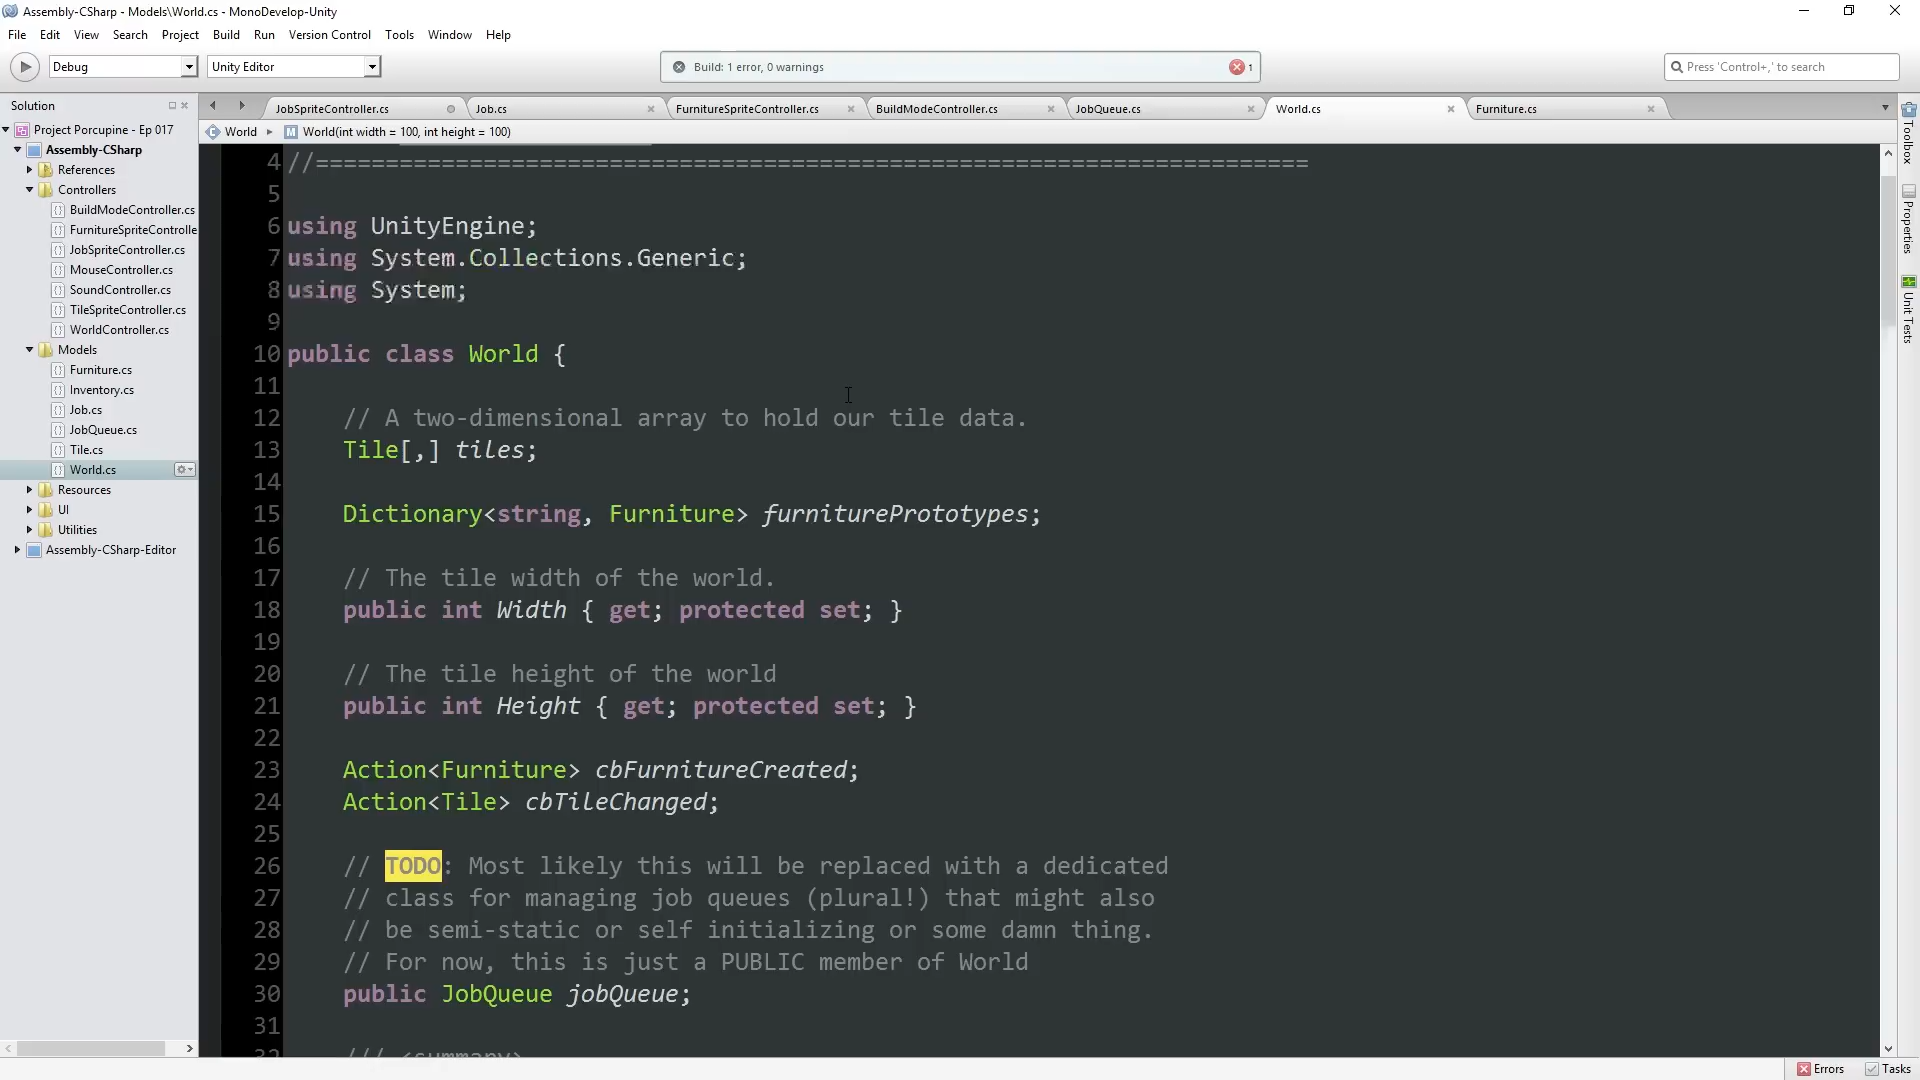 Assembly-CSharp - Models\World.cs - MonoDevelop-Unity
File Edit View Search Project Build Run Version Control Tools Window Help
Debug Unity Editor Build: 1 error, 0 warnings 1 Press 'Control+,' to search
Solution
Project Porcupine - Ep 017
Assembly-CSharp
References
Controllers
BuildModeController.cs
FurnitureSpriteControlle
JobSpriteController.cs
MouseController.cs
SoundController.cs
TileSpriteController.cs
WorldController.cs
Models
Furniture.cs
Inventory.cs
Job.cs
JobQueue.cs
Tile.cs
World.cs
Resources
UI
Utilities
Assembly-CSharp-Editor
JobSpriteController.cs Job.cs FurnitureSpriteController.cs BuildModeController.cs JobQueue.cs World.cs Furniture.cs
World World(int width = 100, int height = 100)
4 //=======================================================================
5
6 using UnityEngine;
7 using System.Collections.Generic;
8 using System;
9
10 public class World {
11
12 // A two-dimensional array to hold our tile data.
13 Tile[,] tiles;
14
15 Dictionary<string, Furniture> furniturePrototypes;
16
17 // The tile width of the world.
18 public int Width { get; protected set; }
19
20 // The tile height of the world
21 public int Height { get; protected set; }
22
23 Action<Furniture> cbFurnitureCreated;
24 Action<Tile> cbTileChanged;
25
26 // TODO: Most likely this will be replaced with a dedicated
27 // class for managing job queues (plural!) that might also
28 // be semi-static or self initializing or some damn thing.
29 // For now, this is just a PUBLIC member of World
30 public JobQueue jobQueue;
31
32 /// <summary>
Toolbox
Properties
Unit Tests
Errors Tasks